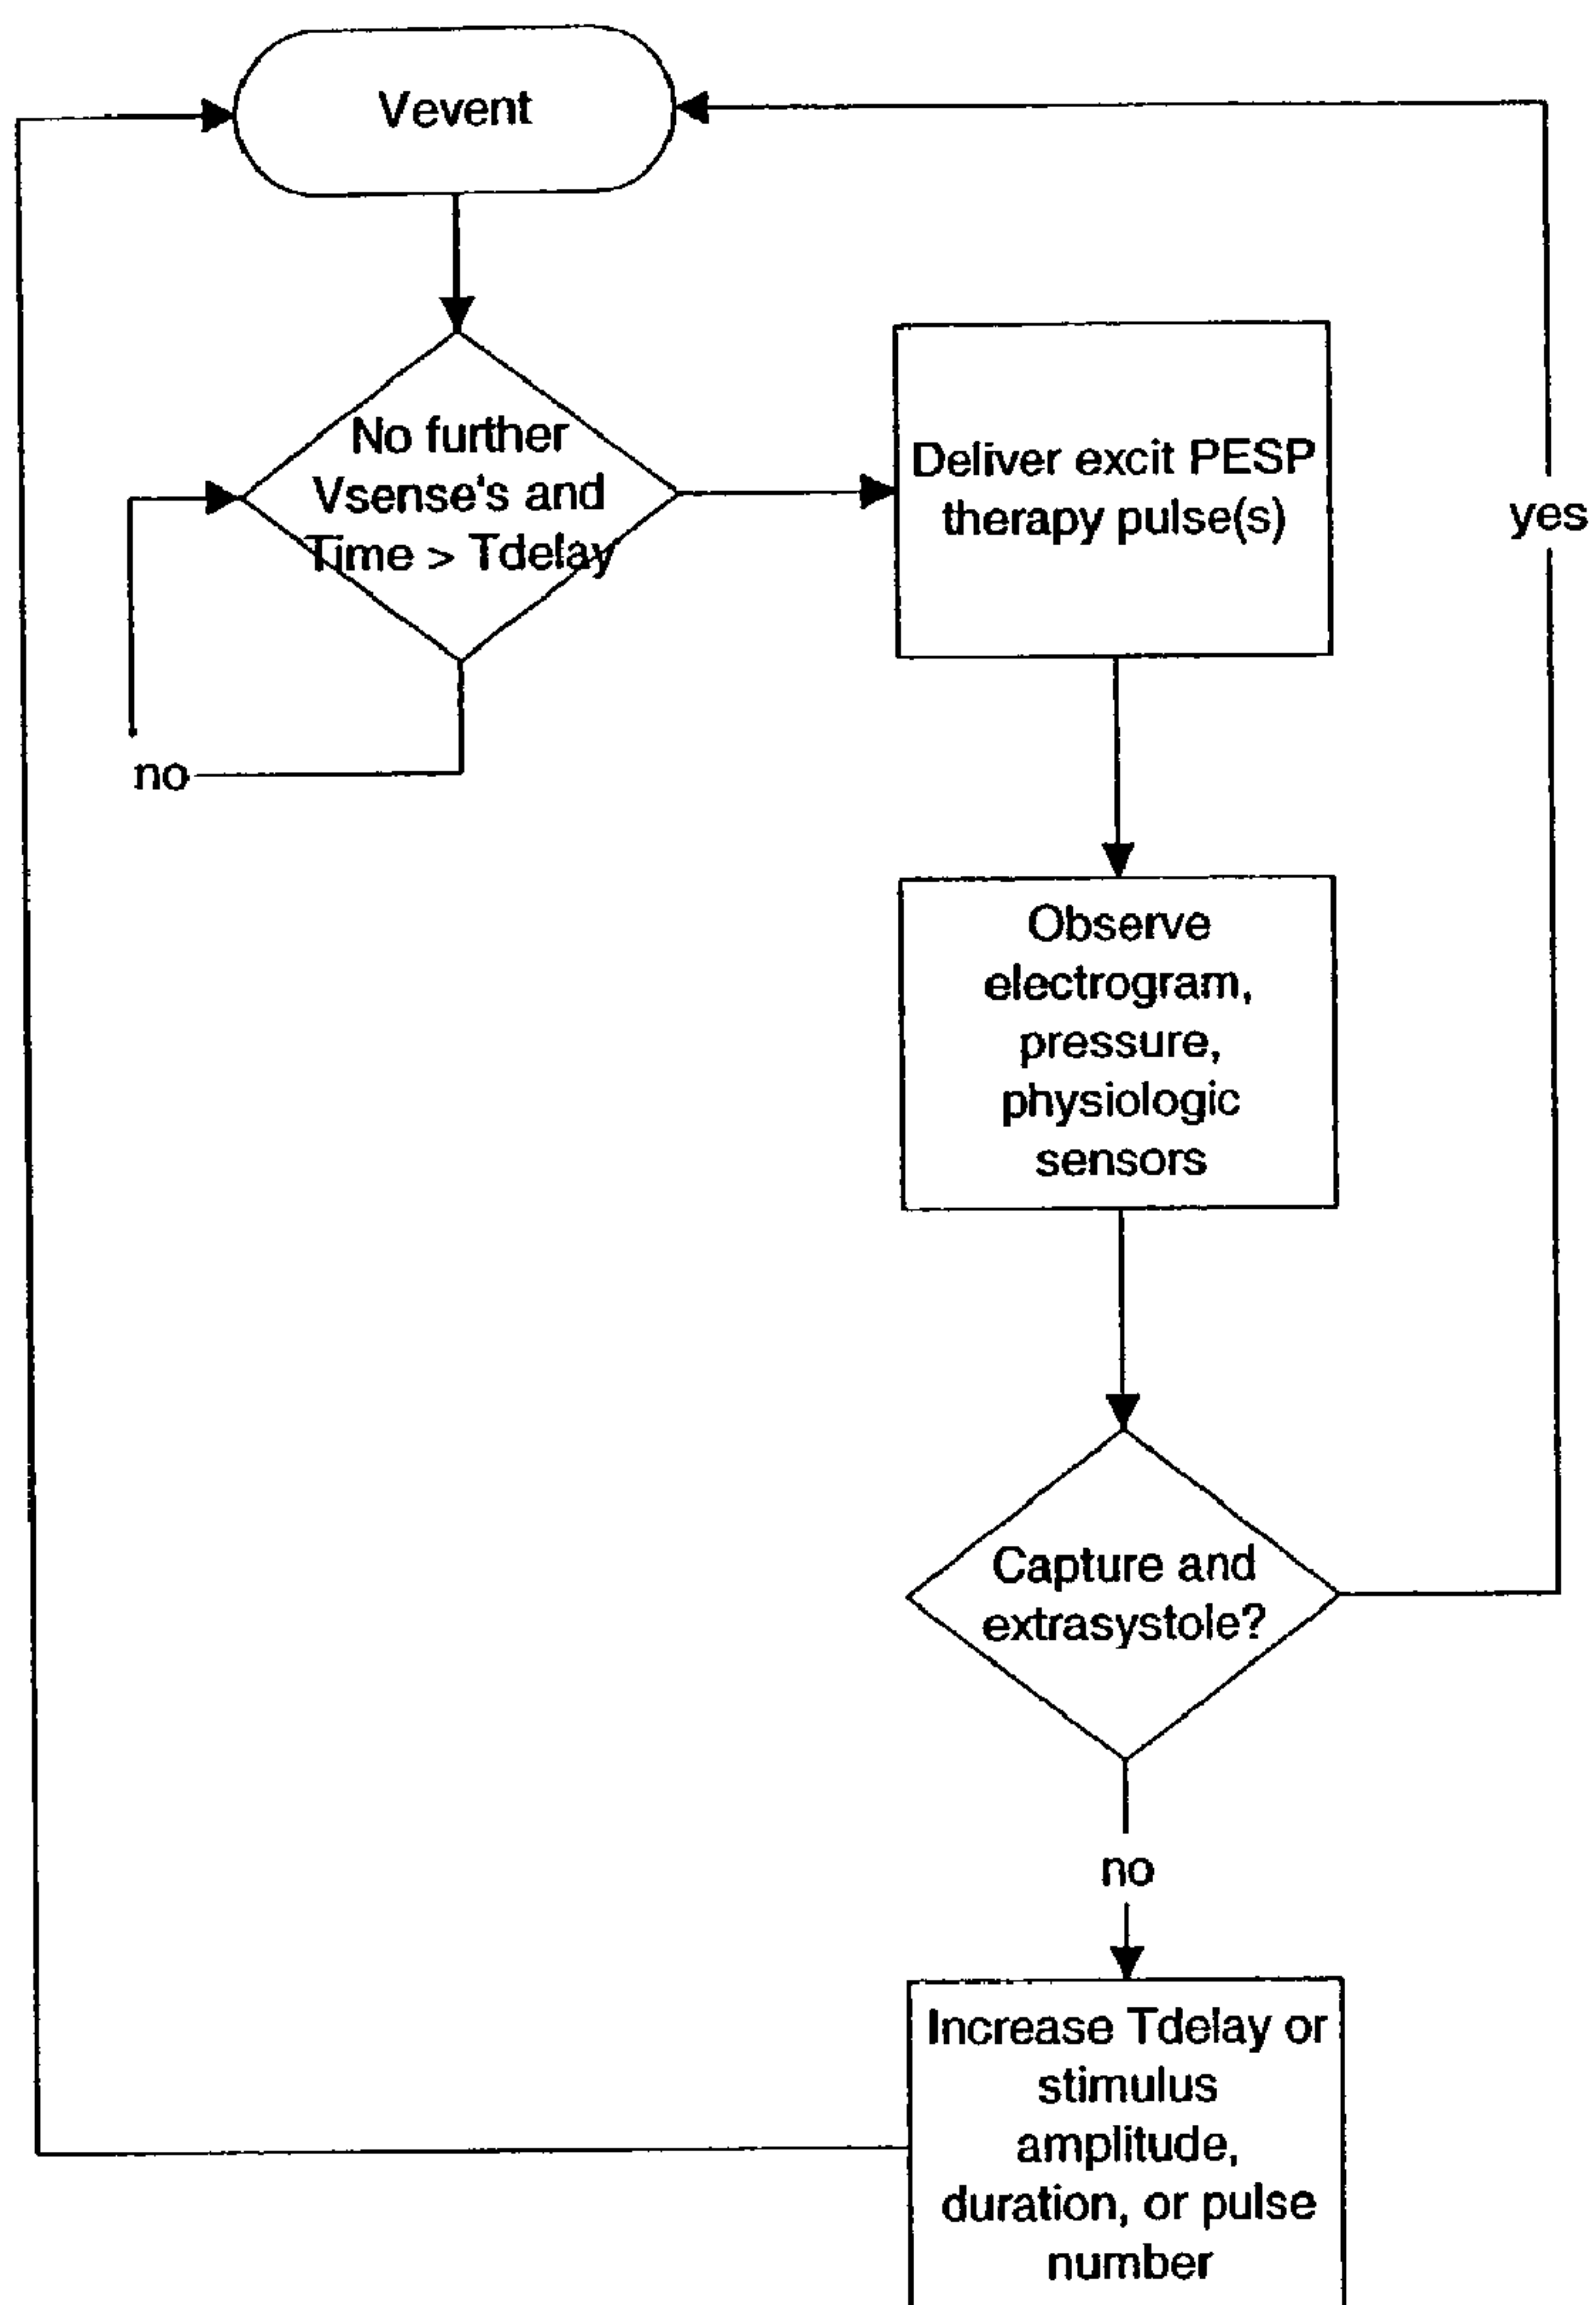 Vevent
No further
Vsense's and
Time > Tdelay
no
Deliver excit PESP
therapy pulse(s)
yes
Observe
electrogram,
pressure,
physiologic
sensors
Capture and
extrasystole?
no
Increase Tdelay or
stimulus
amplitude,
duration, or pulse
number